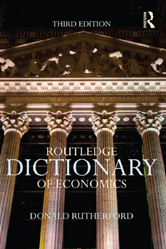 THIRD EDITION
ROUTLEDGE
DICTIONARY
OF ECONOMICS
DONALD RUTHERFORD